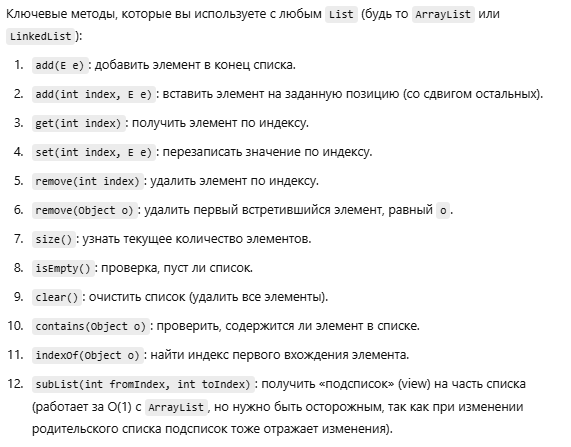 Ключевые методы, которые вы используете с любым List (будь то ArrayList или
LinkedList ):
1. add(E e) : добавить элемент в конец списка.
2. add(int index, E e) : вставить элемент на заданную позицию (со сдвигом остальных).
3. get(int index) : получить элемент по индексу.
4. set(int index, E e) : перезаписать значение по индексу.
5. remove(int index) : удалить элемент по индексу.
6. remove(Object o) : удалить первый встретившийся элемент, равный o .
7. size() : узнать текущее количество элементов.
8. isEmpty() : проверка, пуст ли список.
9. clear() : очистить список (удалить все элементы).
10. contains(Object o) : проверить, содержится ли элемент в списке.
11. indexOf(Object o) : найти индекс первого вхождения элемента.
12. subList(int fromIndex, int toIndex) : получить «подсписок» (view) на часть списка
(работает за O(1) с ArrayList , но нужно быть осторожным, так как при изменении
родительского списка подсписок тоже отражает изменения).